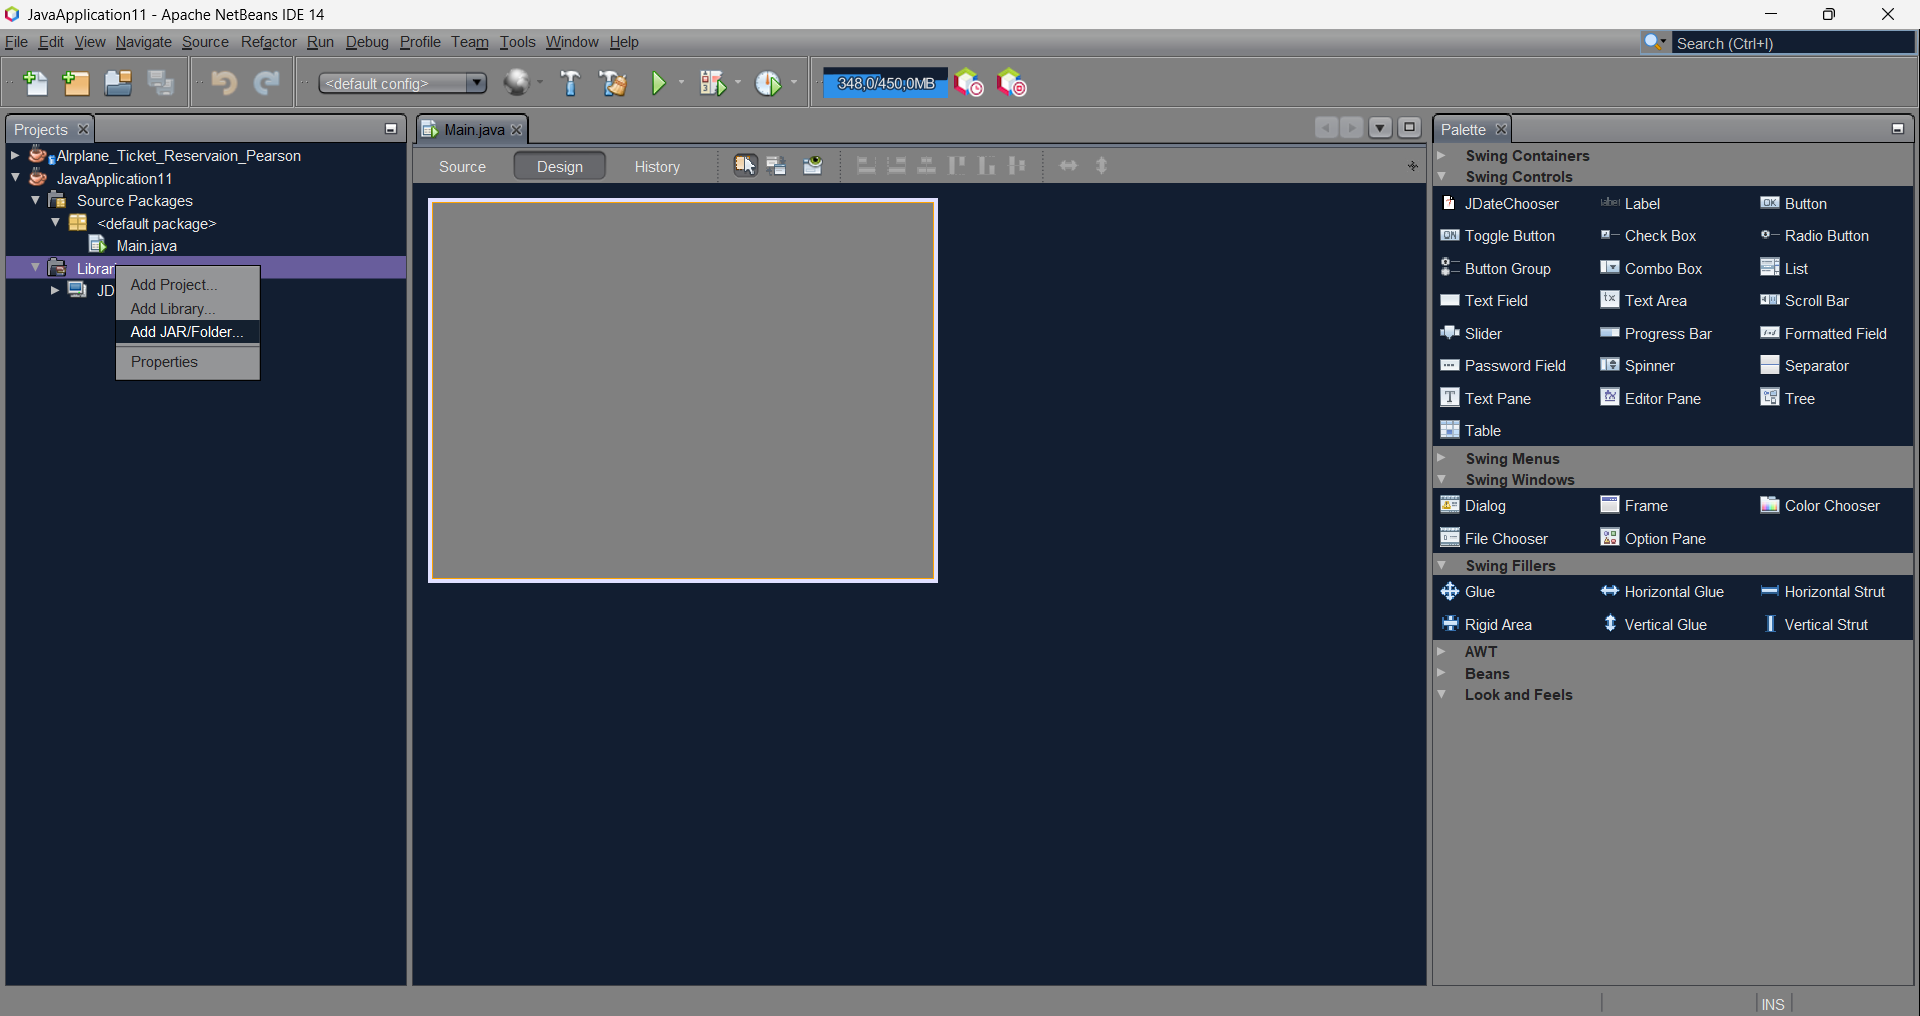 JavaApplication11 - Apache NetBeans IDE 14
File Edit View Navigate Source Refactor Run Debug Profile Team Tools Window Help
Search (Ctrl+I)
<default config>
348,0/450,0MB
Projects
AIrplane_Ticket_Reservaion_Pearson
JavaApplication11
Source Packages
<default package>
Main.java
Librari
JD
Add Project...
Add Library...
Add JAR/Folder...
Properties
Main.java
Source Design History
Palette
Swing Containers
Swing Controls
JDateChooser Label Button
Toggle Button Check Box Radio Button
Button Group Combo Box List
Text Field Text Area Scroll Bar
Slider Progress Bar Formatted Field
Password Field Spinner Separator
Text Pane Editor Pane Tree
Table
Swing Menus
Swing Windows
Dialog Frame Color Chooser
File Chooser Option Pane
Swing Fillers
Glue Horizontal Glue Horizontal Strut
Rigid Area Vertical Glue Vertical Strut
AWT
Beans
Look and Feels
INS